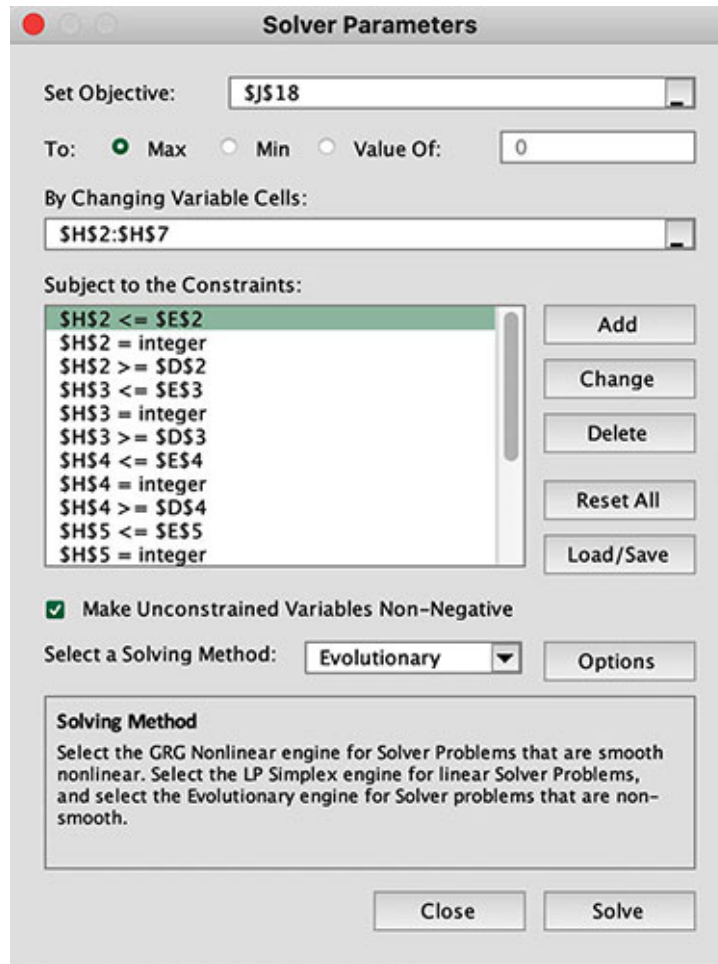 Solver Parameters
Set Objective: $J$18
To: Max Min Value Of: 0
By Changing Variable Cells:
$H$2:$H$7
Subject to the Constraints:
$H$2 <= $E$2
$H$2 = integer
$H$2 >= $D$2
$H$3 <= $E$3
$H$3 = integer
$H$3 >= $D$3
$H$4 <= $E$4
$H$4 = integer
$H$4 >= $D$4
$H$5 <= $E$5
$H$5 = integer
Add
Change
Delete
Reset All
Load/Save
Make Unconstrained Variables Non-Negative
Select a Solving Method: Evolutionary Options
Solving Method
Select the GRG Nonlinear engine for Solver Problems that are smooth
nonlinear. Select the LP Simplex engine for linear Solver Problems,
and select the Evolutionary engine for Solver problems that are non-
smooth.
Close Solve